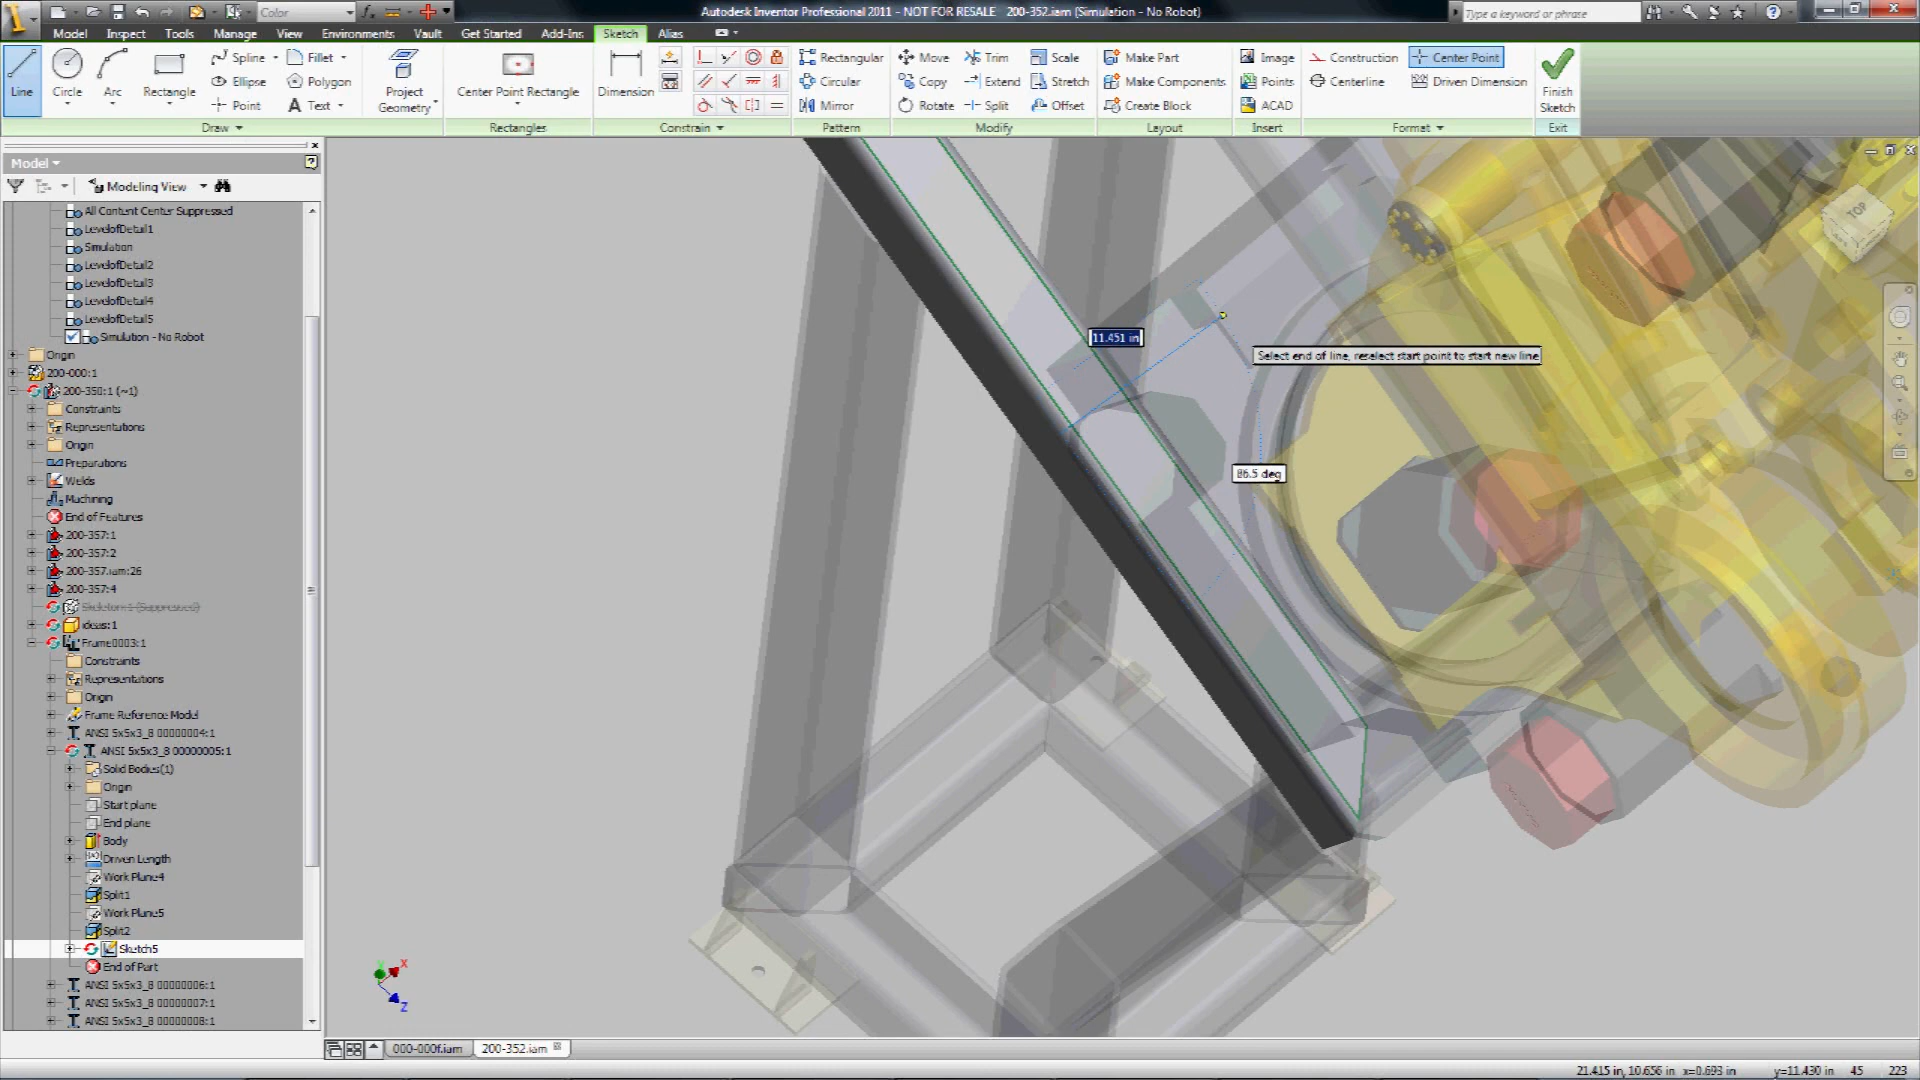 Color
Autodesk Inventor Professional 2011 - NOT FOR RESALE 200-352.iam (Simulation - No Robot)
Type a keyword or phrase
Model Inspect Tools Manage View Environments Vault Get Started Add-Ins Sketch Alias
Line Circle Arc Rectangle
Spline Fillet
Ellipse Polygon
Point Text
Project Geometry
Center Point Rectangle
Dimension
Rectangular
Circular
Mirror
Move Trim Scale
Copy Extend Stretch
Rotate Split Offset
Make Part
Make Components
Create Block
Image
Points
ACAD
Construction Center Point
Centerline Driven Dimension
Finish Sketch
Draw Rectangles Constrain Pattern Modify Layout Insert Format Exit
Model
Modeling View
All Content Center Suppressed
LevelofDetail1
Simulation
LevelofDetail2
LevelofDetail3
LevelofDetail4
LevelofDetail5
Simulation - No Robot
Origin
200-000:1
200-350:1 (~1)
Constraints
Representations
Origin
Preparations
Welds
Machining
End of Features
200-357:1
200-357:2
200-357.iam:26
200-357:4
Skeleton:1 (Suppressed)
ideas:1
Frame0003:1
Constraints
Representations
Origin
Frame Reference Model
ANSI 5x5x3_8 00000004:1
ANSI 5x5x3_8 00000005:1
Solid Bodies(1)
Origin
Start plane
End plane
Body
Driven Length
Work Plane4
Split1
Work Plane5
Split2
Sketch5
End of Part
ANSI 5x5x3_8 00000006:1
ANSI 5x5x3_8 00000007:1
ANSI 5x5x3_8 00000008:1
11.451 in
Select end of line, reselect start point to start new line
86.5 deg
TOP
X
Z
000-000f.iam 200-352.iam
21.415 in, 10.656 in x=0.693 in y=11.430 in 45 223